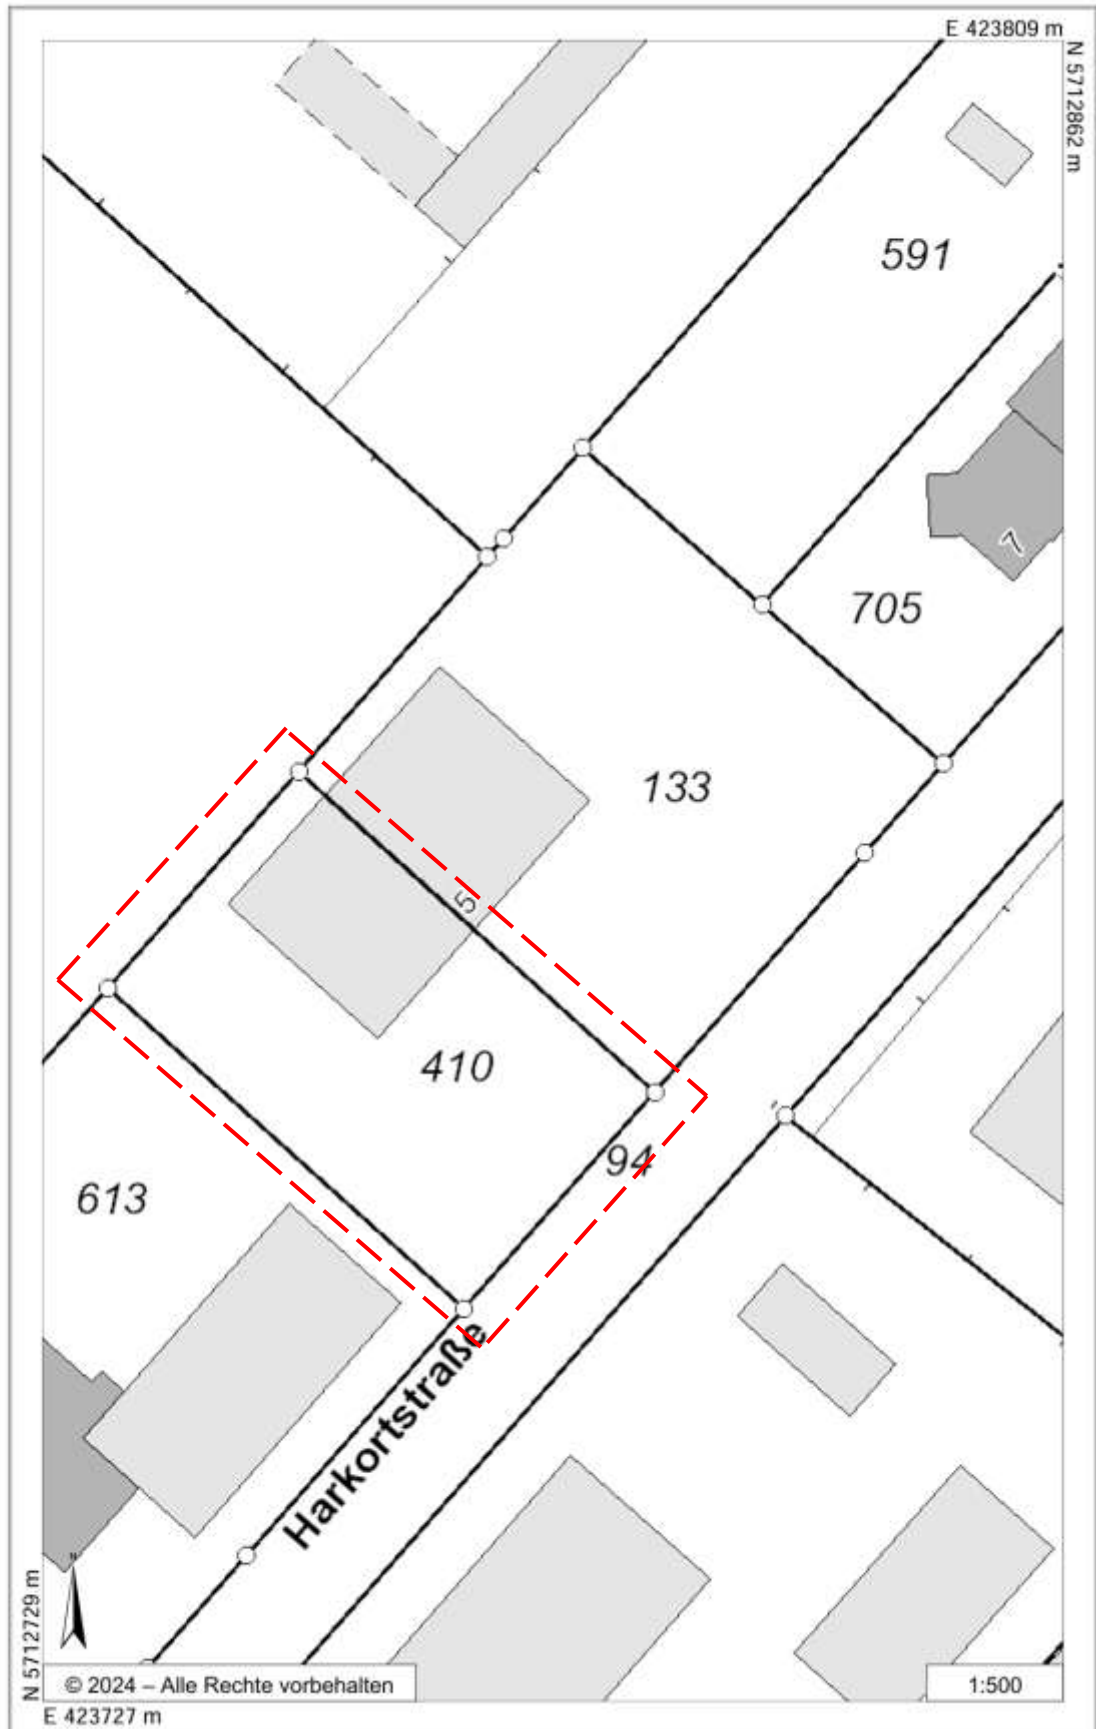 E 423809 m
N 5712862 m
591
7
705
133
5
410
94
613
Harkortstraße
N 5712729 m
N
© 2024 – Alle Rechte vorbehalten
1:500
E 423727 m